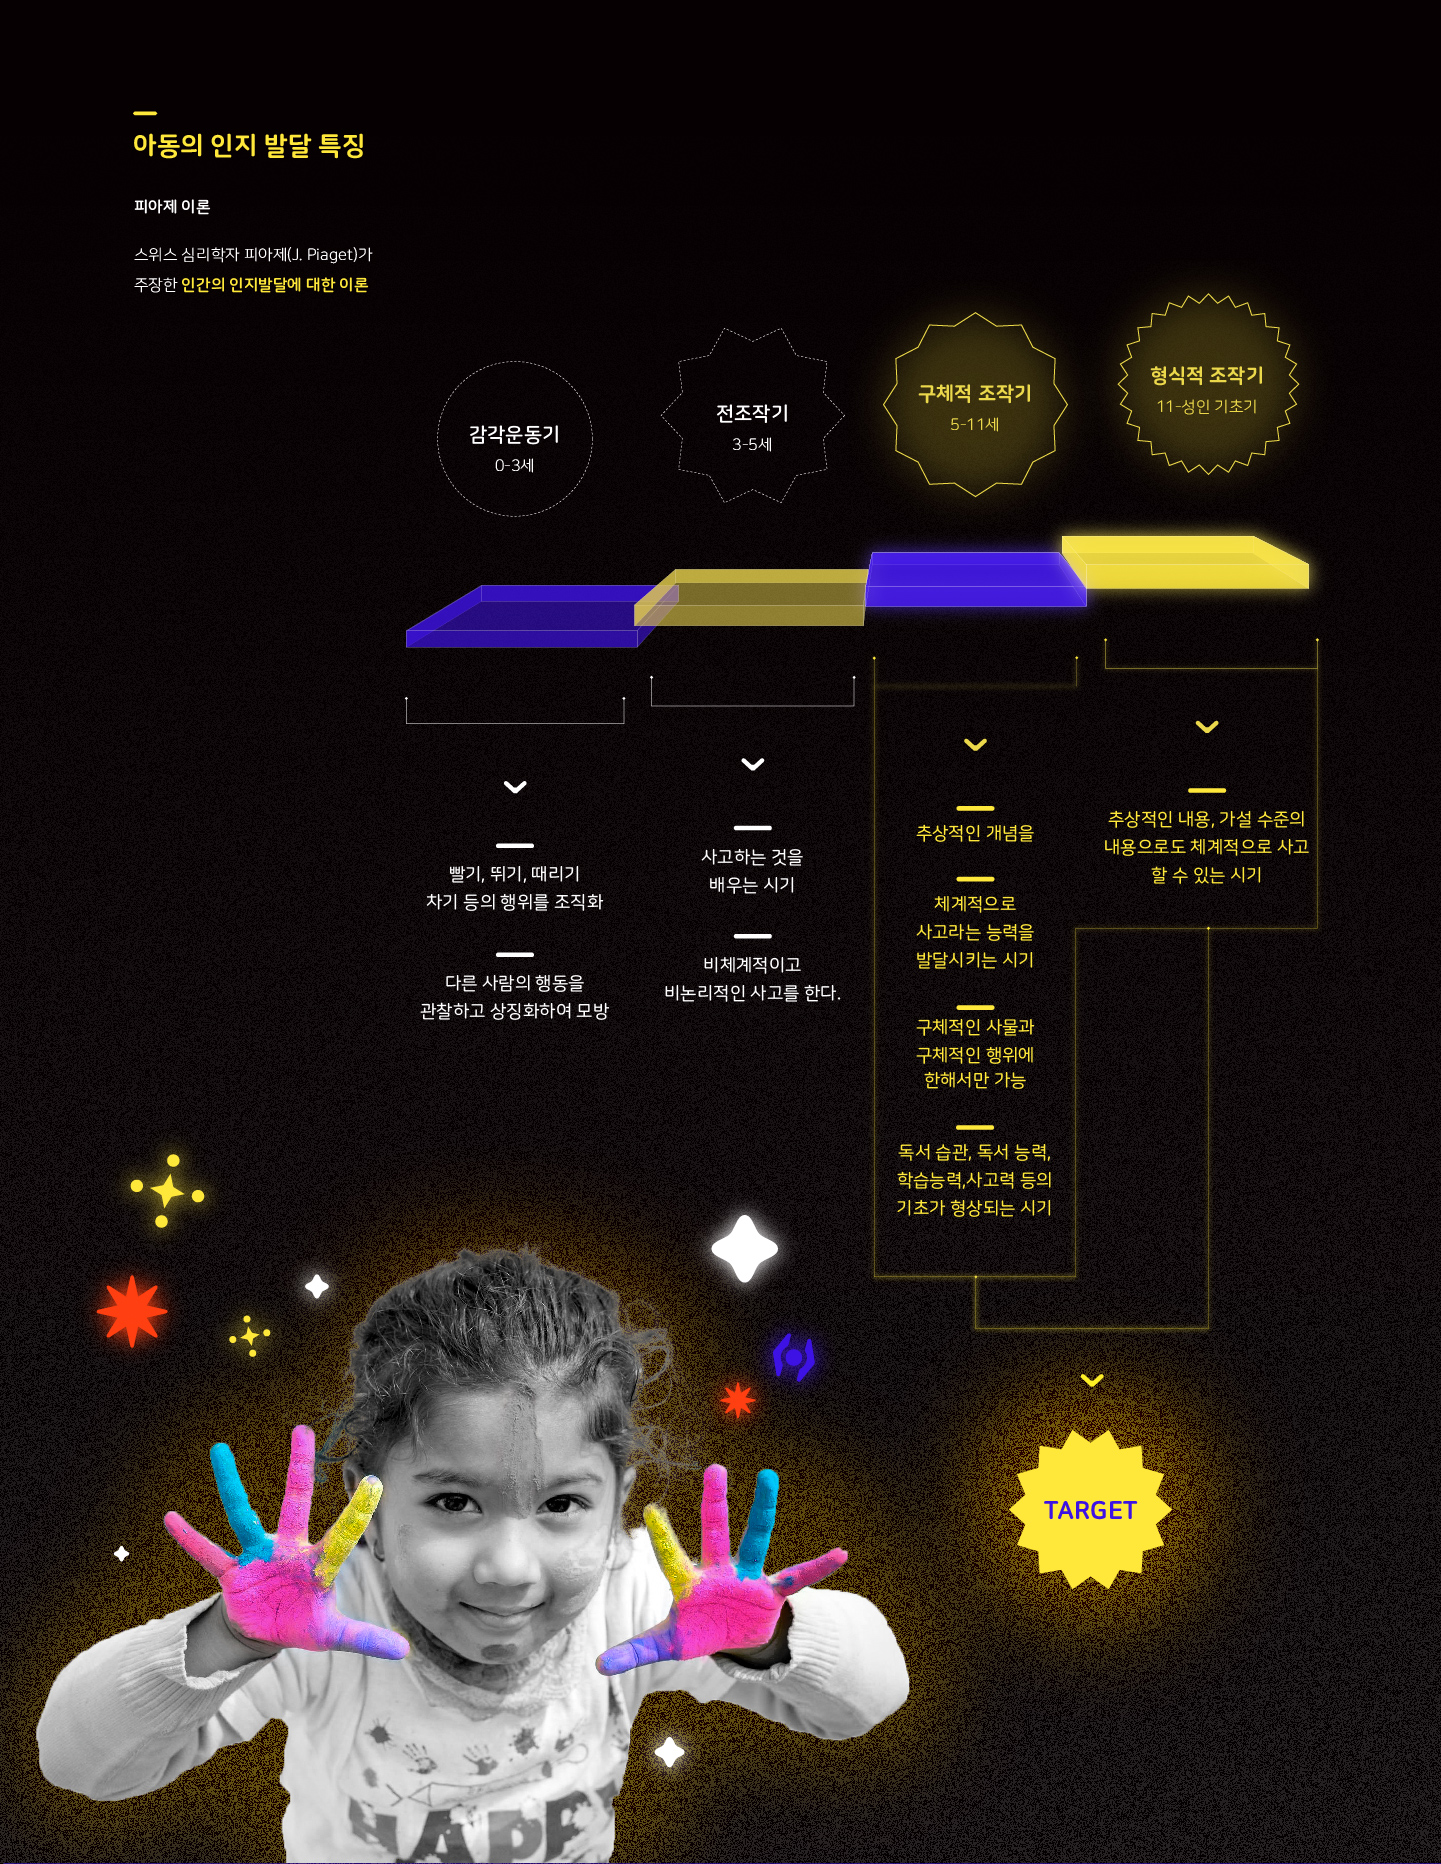 아동의 인지 발달 특징
피아제 이론
스위스 심리학자 피아제(J. Piaget)가
주장한 인간의 인지발달에 대한 이론
감각운동기
0-3세
전조작기
3-5세
구체적 조작기
5-11세
형식적 조작기
11-성인 기초기
빨기, 뛰기, 때리기
차기 등의 행위를 조직화
다른 사람의 행동을
관찰하고 상징화하여 모방
사고하는 것을
배우는 시기
비체계적이고
비논리적인 사고를 한다.
추상적인 개념을
체계적으로
사고라는 능력을
발달시키는 시기
구체적인 사물과
구체적인 행위에
한해서만 가능
독서 습관, 독서 능력,
학습능력,사고력 등의
기초가 형상되는 시기
추상적인 내용, 가설 수준의
내용으로도 체계적으로 사고
할 수 있는 시기
TARGET